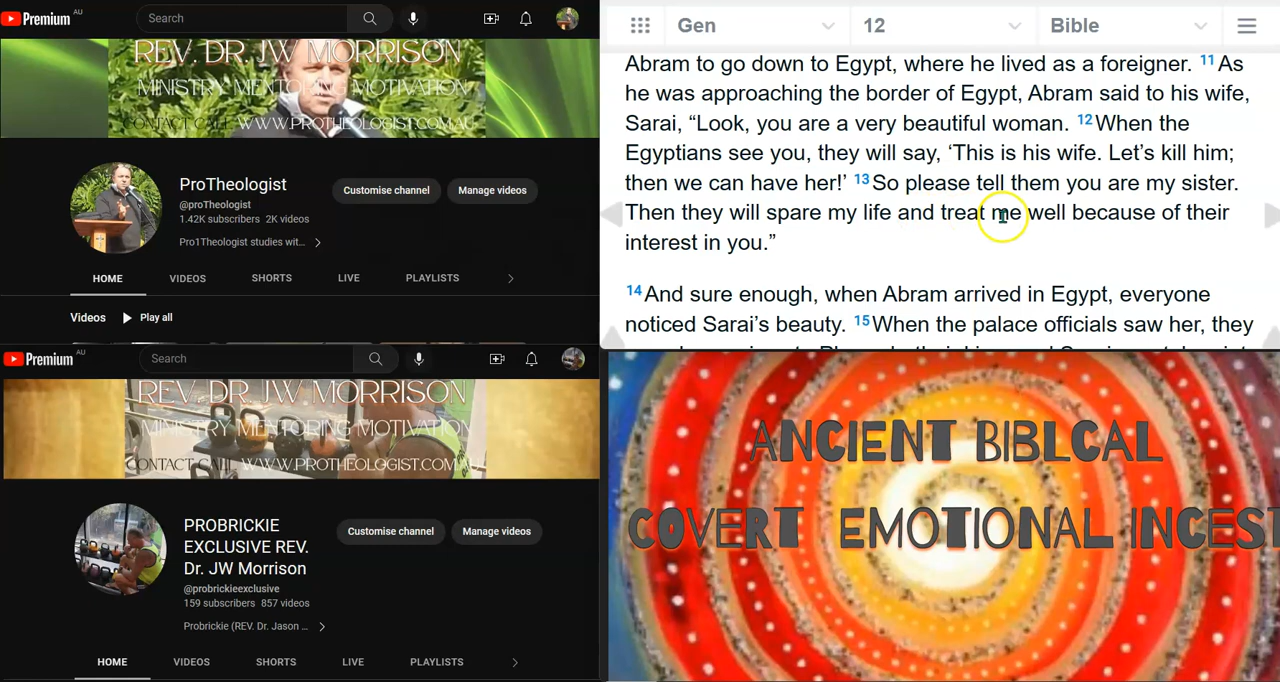 Premium AU
Search
REV. DR. JW MORRISON
MINISTRY MENTORING MOTIVATION
CONTACT CALL WWW.PROTHEOLOGIST.COM.AU
ProTheologist
@proTheologist
1.42K subscribers 2K videos
Pro1Theologist studies wit...
Customise channel
Manage videos
HOME VIDEOS SHORTS LIVE PLAYLISTS
Videos Play all
Premium AU
Search
REV. DR. JW MORRISON
MINISTRY MENTORING MOTIVATION
CONTACT CALL WWW.PROTHEOLOGIST.COM.A
PROBRICKIE
EXCLUSIVE REV.
Dr. JW Morrison
@probrickieexclusive
159 subscribers 857 videos
Probrickie (REV. Dr. Jason ...
Customise channel
Manage videos
HOME VIDEOS SHORTS LIVE PLAYLISTS
Gen 12 Bible
Abram to go down to Egypt, where he lived as a foreigner. 11 As
he was approaching the border of Egypt, Abram said to his wife,
Sarai, “Look, you are a very beautiful woman. 12 When the
Egyptians see you, they will say, ‘This is his wife. Let’s kill him;
then we can have her!’ 13 So please tell them you are my sister.
Then they will spare my life and treat me well because of their
interest in you.”
14 And sure enough, when Abram arrived in Egypt, everyone
noticed Sarai’s beauty. 15 When the palace officials saw her, they
ANCIENT BIBLCAL
COVERT EMOTIONAL INCEST